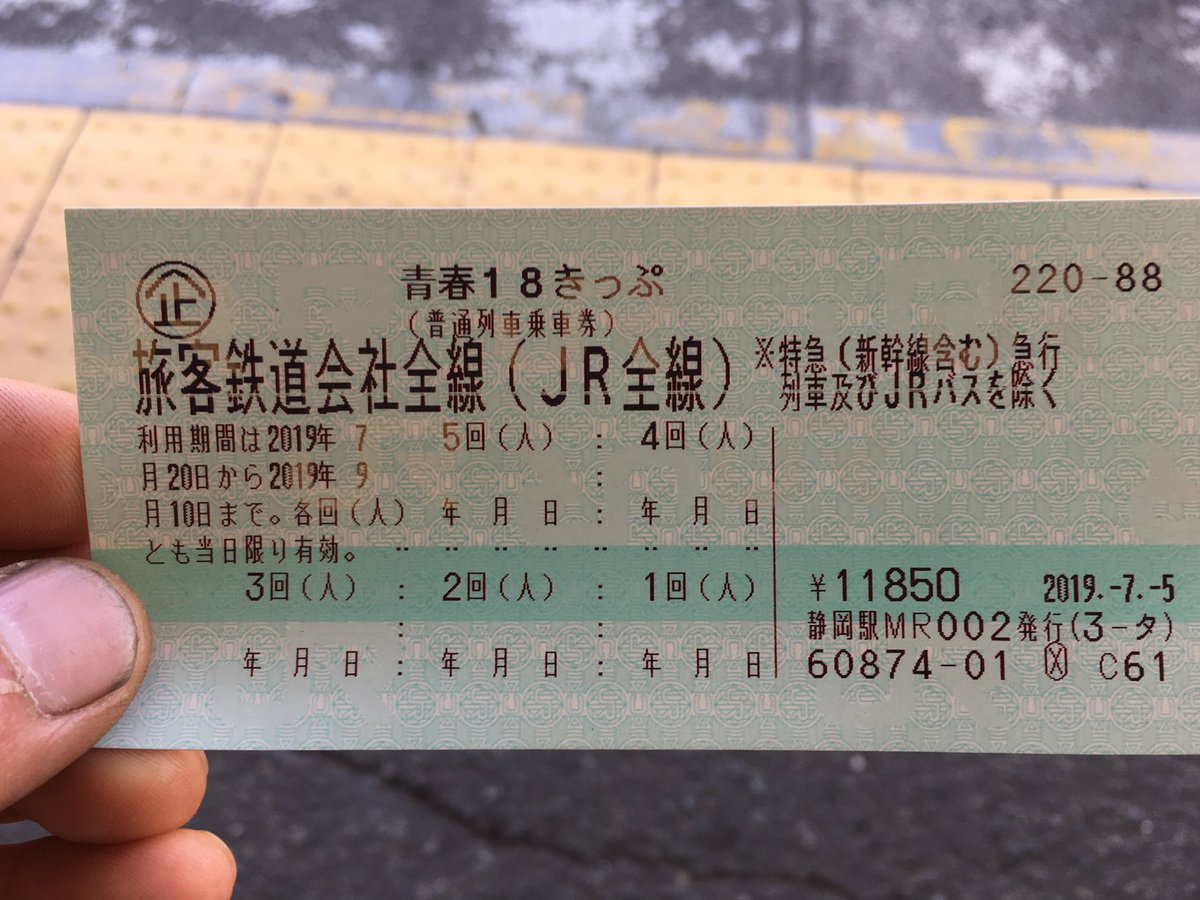 企 青春18きっぷ 220-88
(普通列車乗車券)
旅客鉄道会社全線(JR全線) ※特急(新幹線含む)急行
列車及びJRバスを除く
利用期間は2019年 7 5回(人) : 4回(人)
月20日から2019年 9 :
月10日まで。各回(人) 年 月 日 : 年 月 日
とも当日限り有効。 ‥ ‥ ‥ ‥ ‥ ‥ ‥ ‥
3回(人) : 2回(人) : 1回(人) ¥11850 2019.-7.-5
: : 静岡駅MR002発行(3-タ)
年 月 日 : 年 月 日 : 年 月 日 60874-01 Ⓧ C61